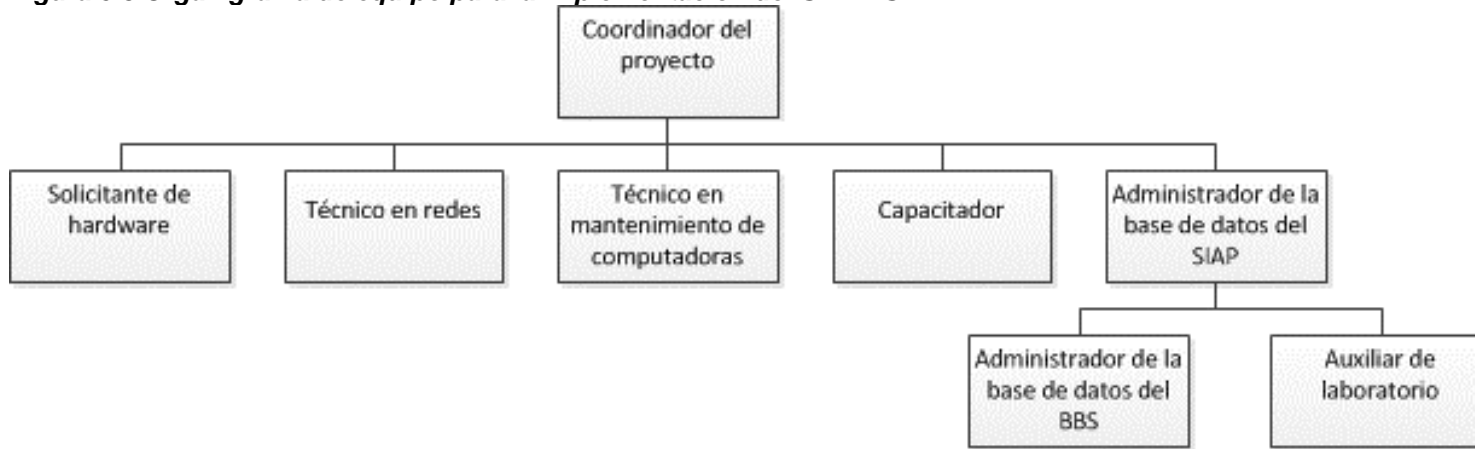 Coordinador del
proyecto
Solicitante de
hardware
Técnico en redes
Técnico en
mantenimiento de
computadoras
Capacitador
Administrador de la
base de datos del
SIAP
Administrador de la
base de datos del
BBS
Auxiliar de
laboratorio